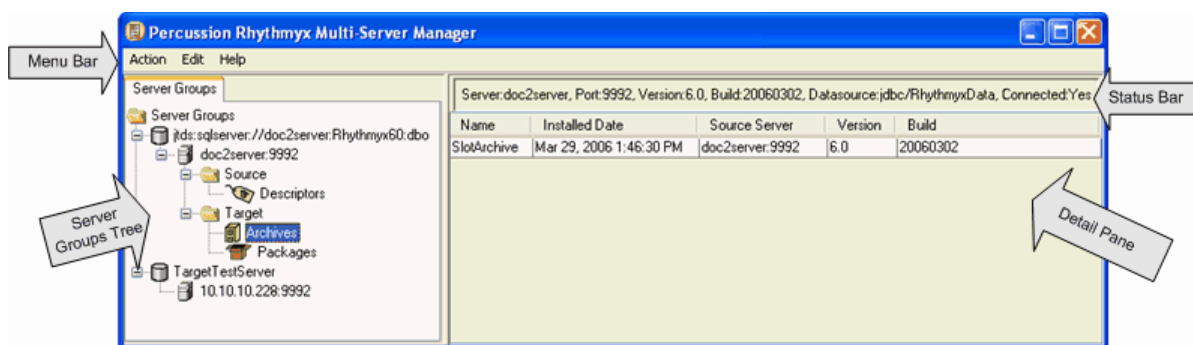 Percussion Rhythmyx Multi-Server Manager
Menu Bar
Action Edit Help
Server Groups
Server:doc2server, Port:9992, Version:6.0, Build:20060302, Datasource:jdbc/RhythmyxData, Connected:Yes
Status Bar
Server Groups
jtds:sqlserver://doc2server:Rhythmyx60:dbo
doc2server:9992
Source
Descriptors
Target
Archives
Packages
TargetTestServer
10.10.10.228:9992
Server Groups Tree
Name Installed Date Source Server Version Build
SlotArchive Mar 29, 2006 1:46:30 PM doc2server:9992 6.0 20060302
Detail Pane